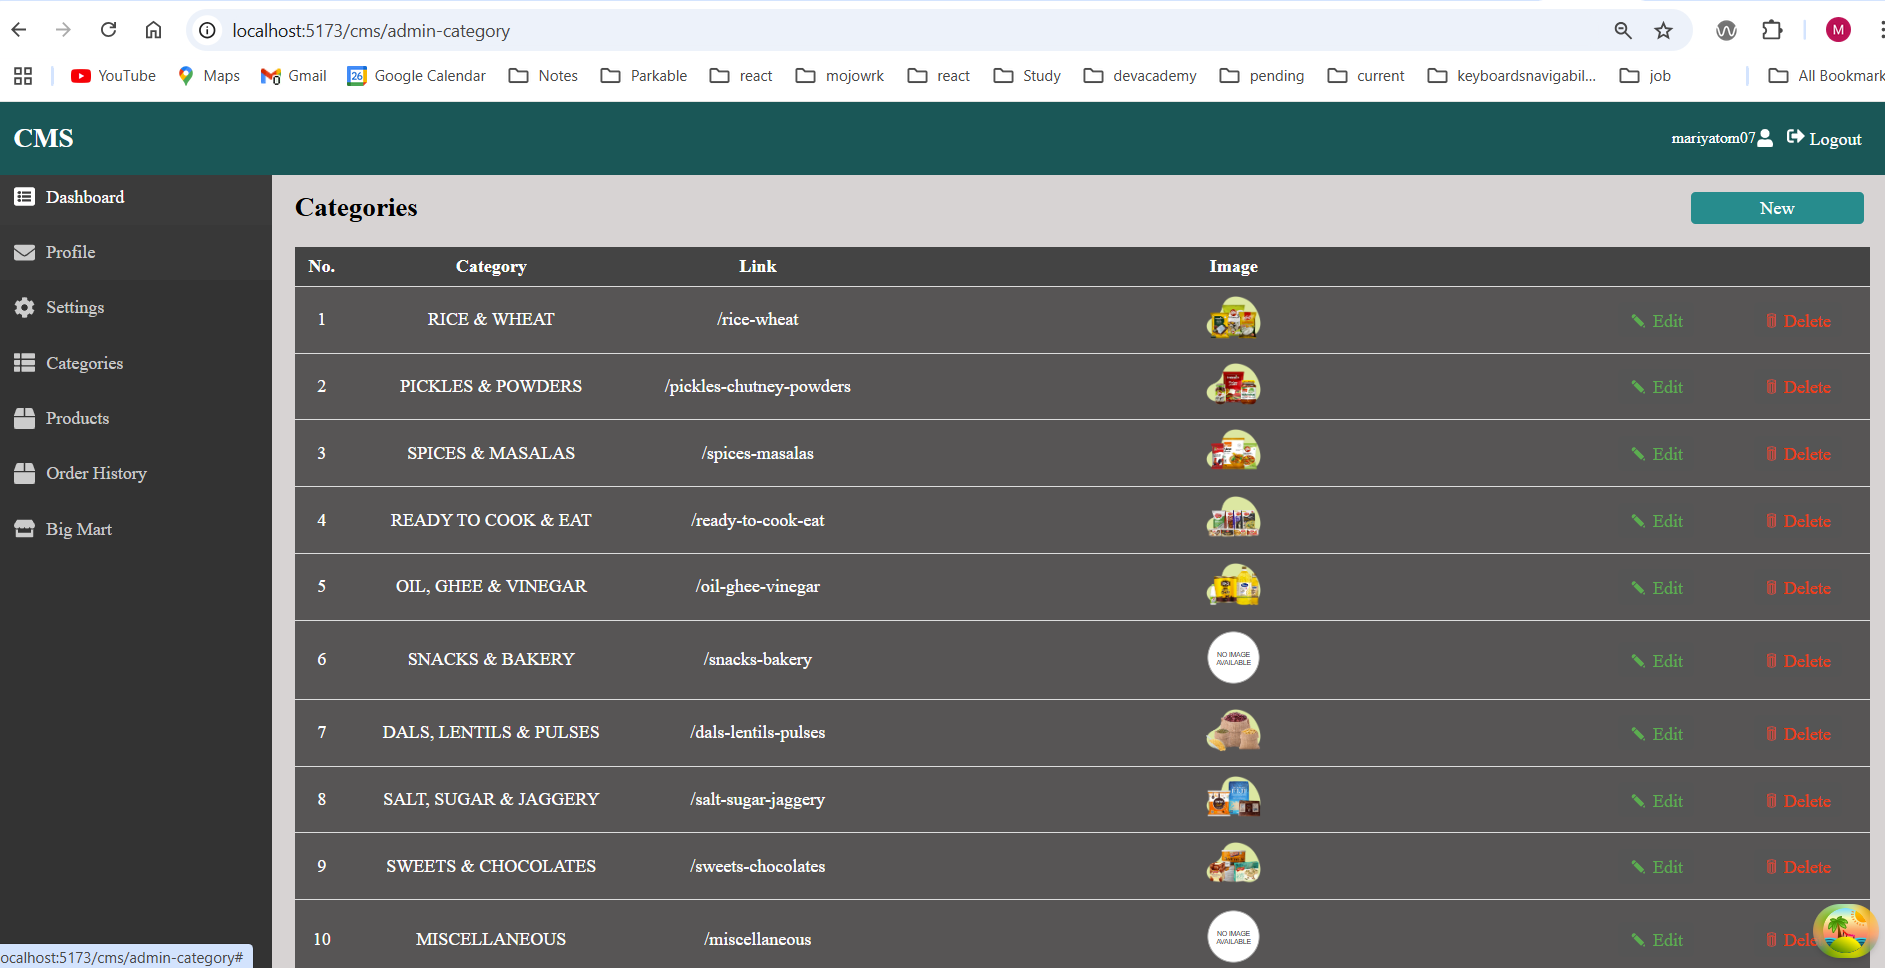 localhost:5173/cms/admin-category
M
YouTube Maps 26 Google Calendar Gmail Notes Parkable react mojowrk react Study devacademy pending current keyboardsnavigabil... job All Bookmark
CMS
mariyatom07 Logout
Dashboard
Profile
Settings
Categories
Products
Order History
Big Mart
Categories New
No. Category Link Image
1 RICE & WHEAT /rice-wheat Edit Delete
2 PICKLES & POWDERS /pickles-chutney-powders Edit Delete
3 SPICES & MASALAS /spices-masalas Edit Delete
4 READY TO COOK & EAT /ready-to-cook-eat Edit Delete
5 OIL, GHEE & VINEGAR /oil-ghee-vinegar Edit Delete
6 SNACKS & BAKERY /snacks-bakery NO IMAGE AVAILABLE Edit Delete
7 DALS, LENTILS & PULSES /dals-lentils-pulses Edit Delete
8 SALT, SUGAR & JAGGERY /salt-sugar-jaggery Edit Delete
9 SWEETS & CHOCOLATES /sweets-chocolates Edit Delete
10 MISCELLANEOUS /miscellaneous NO IMAGE AVAILABLE Edit Del
ocalhost:5173/cms/admin-category#